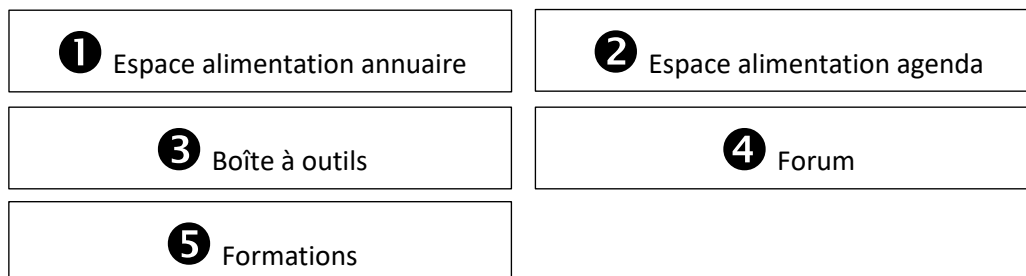 ❶ Espace alimentation annuaire
❷ Espace alimentation agenda
❸ Boîte à outils
❹ Forum
❺ Formations